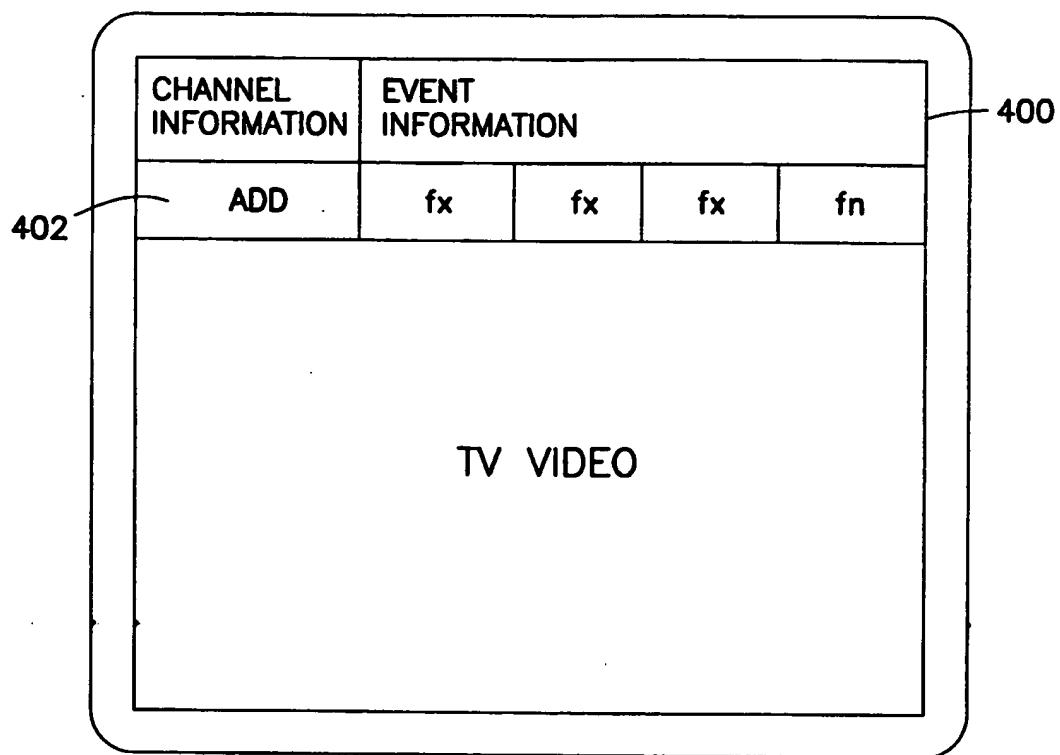 CHANNEL
INFORMATION
EVENT
INFORMATION
400
402
ADD
fx
fx
fx
fn
TV VIDEO